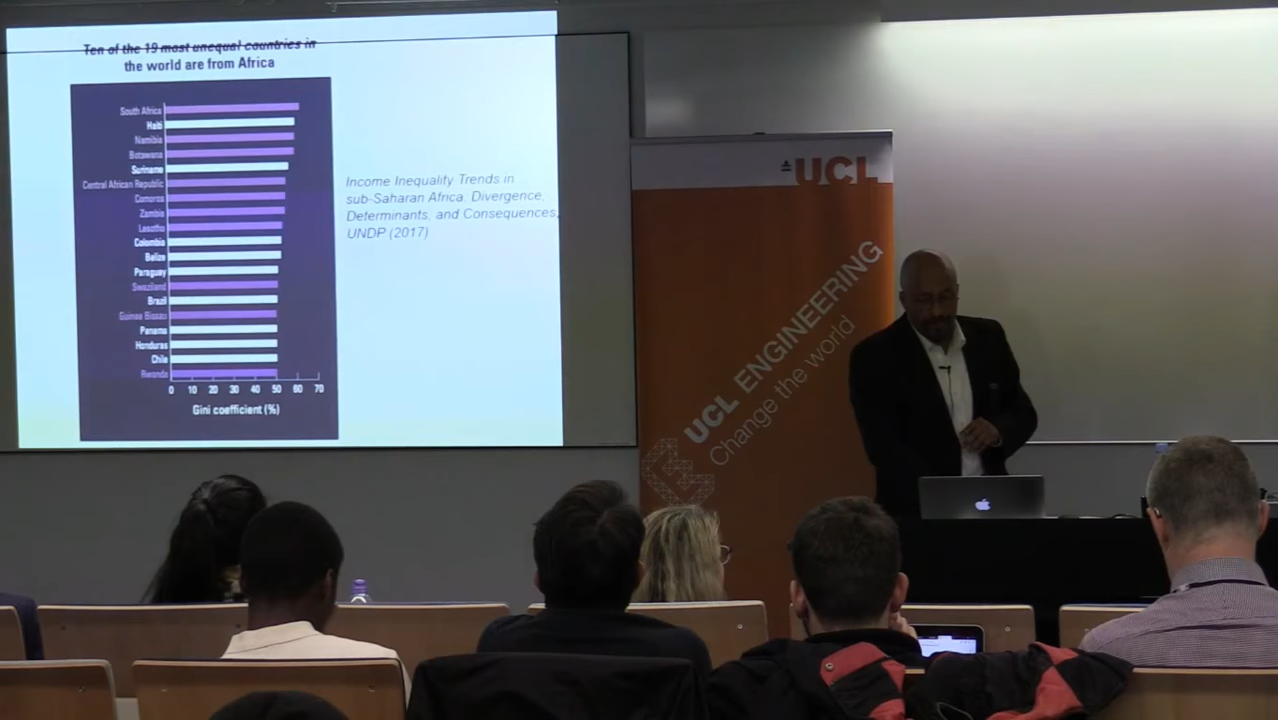 Ten of the 19 most unequal countries in
the world are from Africa
South Africa
Haiti
Namibia
Botswana
Suriname
Central African Republic
Comoros
Zambia
Lesotho
Colombia
Belize
Paraguay
Swaziland
Brazil
Guinea Bissau
Panama
Honduras
Chile
Rwanda
0 10 20 30 40 50 60 70
Gini coefficient (%)
Income Inequality Trends in
sub-Saharan Africa. Divergence,
Determinants, and Consequences,
UNDP (2017)
UCL
UCL ENGINEERING
Change the world